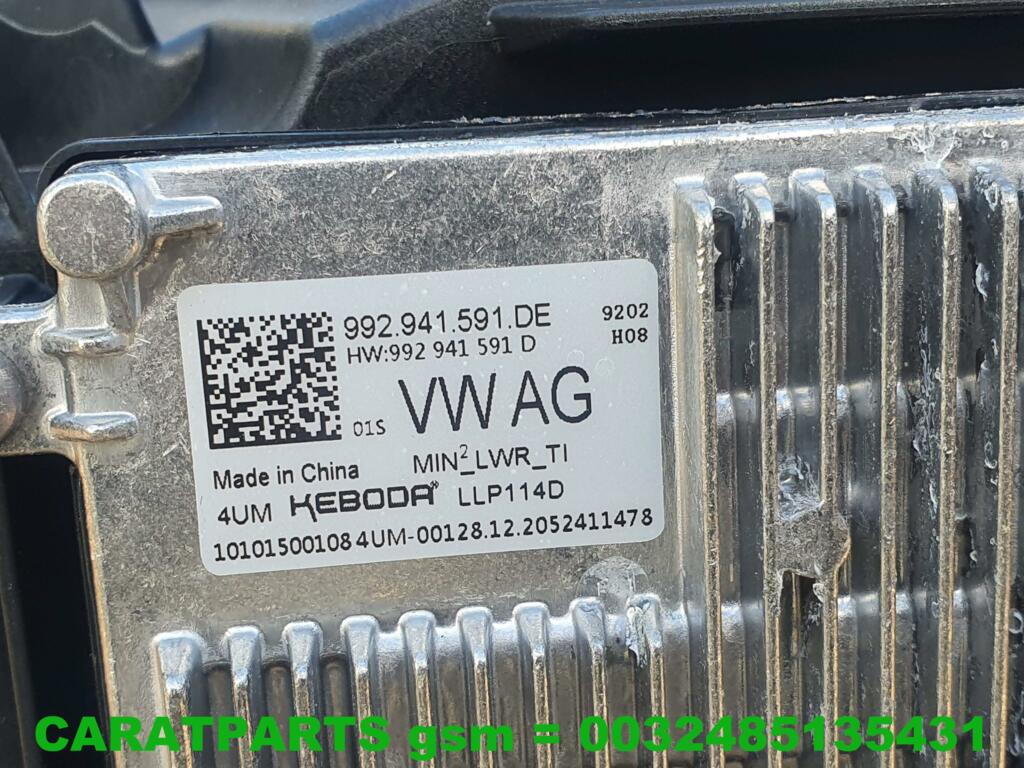 992.941.591.DE 9202
HW:992 941 591 D H08
01S VW AG
Made in China MIN²_LWR_TI
4UM KEBODA® LLP114D
10101500108 4UM-00128.12.2052411478
CARATPARTS gsm = 0032485135431